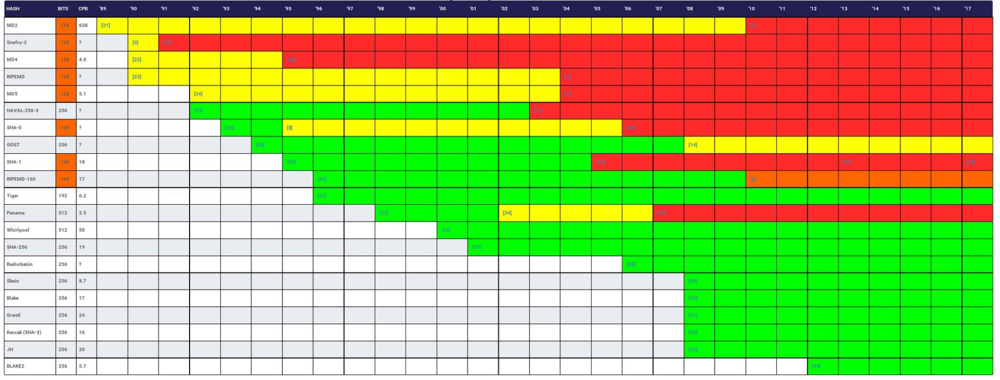 HASH BITS CPB '89 '90 '91 '92 '93 '94 '95 '96 '97 '98 '99 '00 '01 '02 '03 '04 '05 '06 '07 '08 '09 '10 '11 '12 '13 '14 '15 '16 '17
MD2 128 638 [21]
Snefru-2 128 ? [3] [19]
MD4 128 4.0 [22] [20]
RIPEMD 128 ? [23] [7]
MD5 128 5.1 [24] [7]
HAVAL-256-3 256 ? [25] [11]
SHA-0 160 ? [26] [‡] [27]
GOST 256 ? [28] [14]
SHA-1 160 18 [29] [15] [51]
RIPEMD-160 160 17 [30]
Tiger 192 6.2 [31]
Panama 512 2.5 [33] [34] [35]
Whirlpool 512 50 [32]
SHA-256 256 19 [37]
RadioGatún 256 ? [38]
Skein 256 8.7 [39]
Blake 256 17 [40]
Grøstl 256 24 [41]
Keccak (SHA-3) 256 16 [42]
JH 256 20 [43]
BLAKE2 256 5.7 [44]